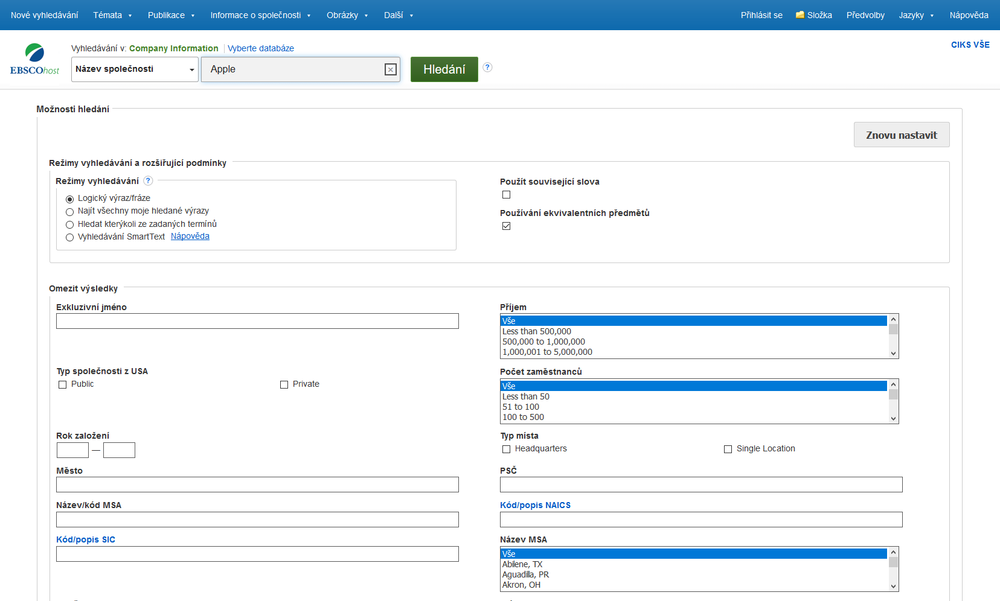 Nové vyhledávání Témata Publikace Informace o společnosti Obrázky Další Přihlásit se Složka Předvolby Jazyky Nápověda
Vyhledávání v: Company Information Vyberte databáze CIKS VŠE
EBSCOhost Název společnosti Apple Hledání ?
Možnosti hledání
Znovu nastavit
Režimy vyhledávání a rozšiřující podmínky
Režimy vyhledávání ? Použít související slova
Logický výraz/fráze
Najít všechny moje hledané výrazy Používání ekvivalentních předmětů
Hledat kterýkoli ze zadaných termínů
Vyhledávání SmartText Nápověda
Omezit výsledky
Exkluzivní jméno Příjem
Vše
Less than 500,000
500,000 to 1,000,000
1,000,001 to 5,000,000
Typ společnosti z USA Počet zaměstnanců
Public Private Vše
Less than 50
51 to 100
100 to 500
Rok založení Typ místa
— Headquarters Single Location
Město PSČ
Název/kód MSA Kód/popis NAICS
Kód/popis SIC Název MSA
Vše
Abilene, TX
Aguadilla, PR
Akron, OH